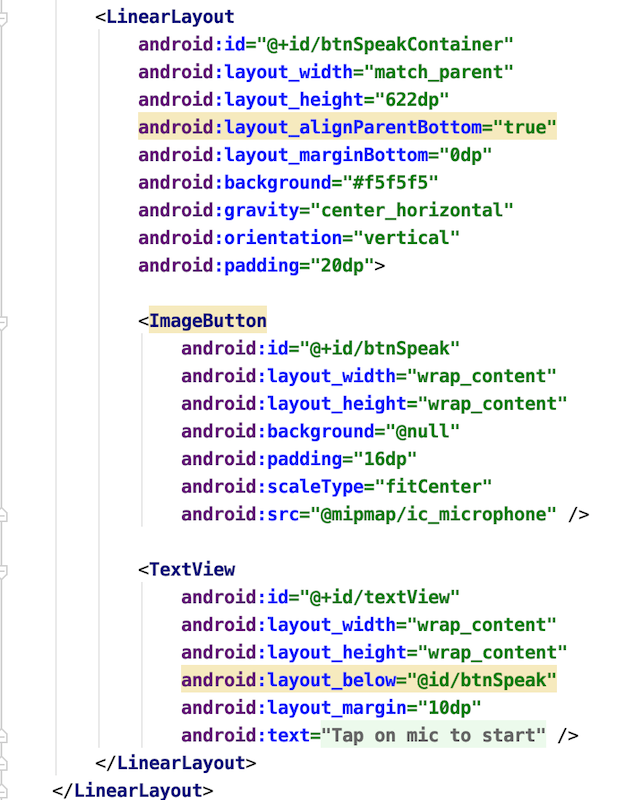 <LinearLayout
android:id="@+id/btnSpeakContainer"
android:layout_width="match_parent"
android:layout_height="622dp"
android:layout_alignParentBottom="true"
android:layout_marginBottom="0dp"
android:background="#f5f5f5"
android:gravity="center_horizontal"
android:orientation="vertical"
android:padding="20dp">
<ImageButton
android:id="@+id/btnSpeak"
android:layout_width="wrap_content"
android:layout_height="wrap_content"
android:background="@null"
android:padding="16dp"
android:scaleType="fitCenter"
android:src="@mipmap/ic_microphone" />
<TextView
android:id="@+id/textView"
android:layout_width="wrap_content"
android:layout_height="wrap_content"
android:layout_below="@id/btnSpeak"
android:layout_margin="10dp"
android:text="Tap on mic to start" />
</LinearLayout>
</LinearLayout>